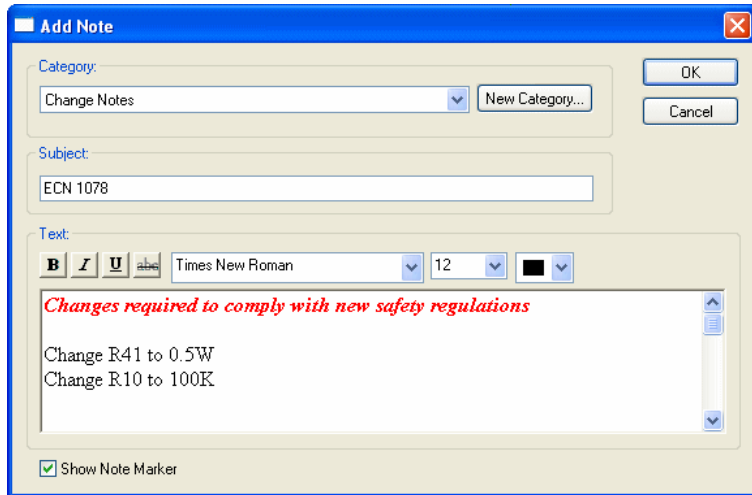 Add Note
Category:
Change Notes
New Category...
OK
Cancel
Subject:
ECN 1078
Text:
B I U abc Times New Roman 12
Changes required to comply with new safety regulations
Change R41 to 0.5W
Change R10 to 100K
Show Note Marker